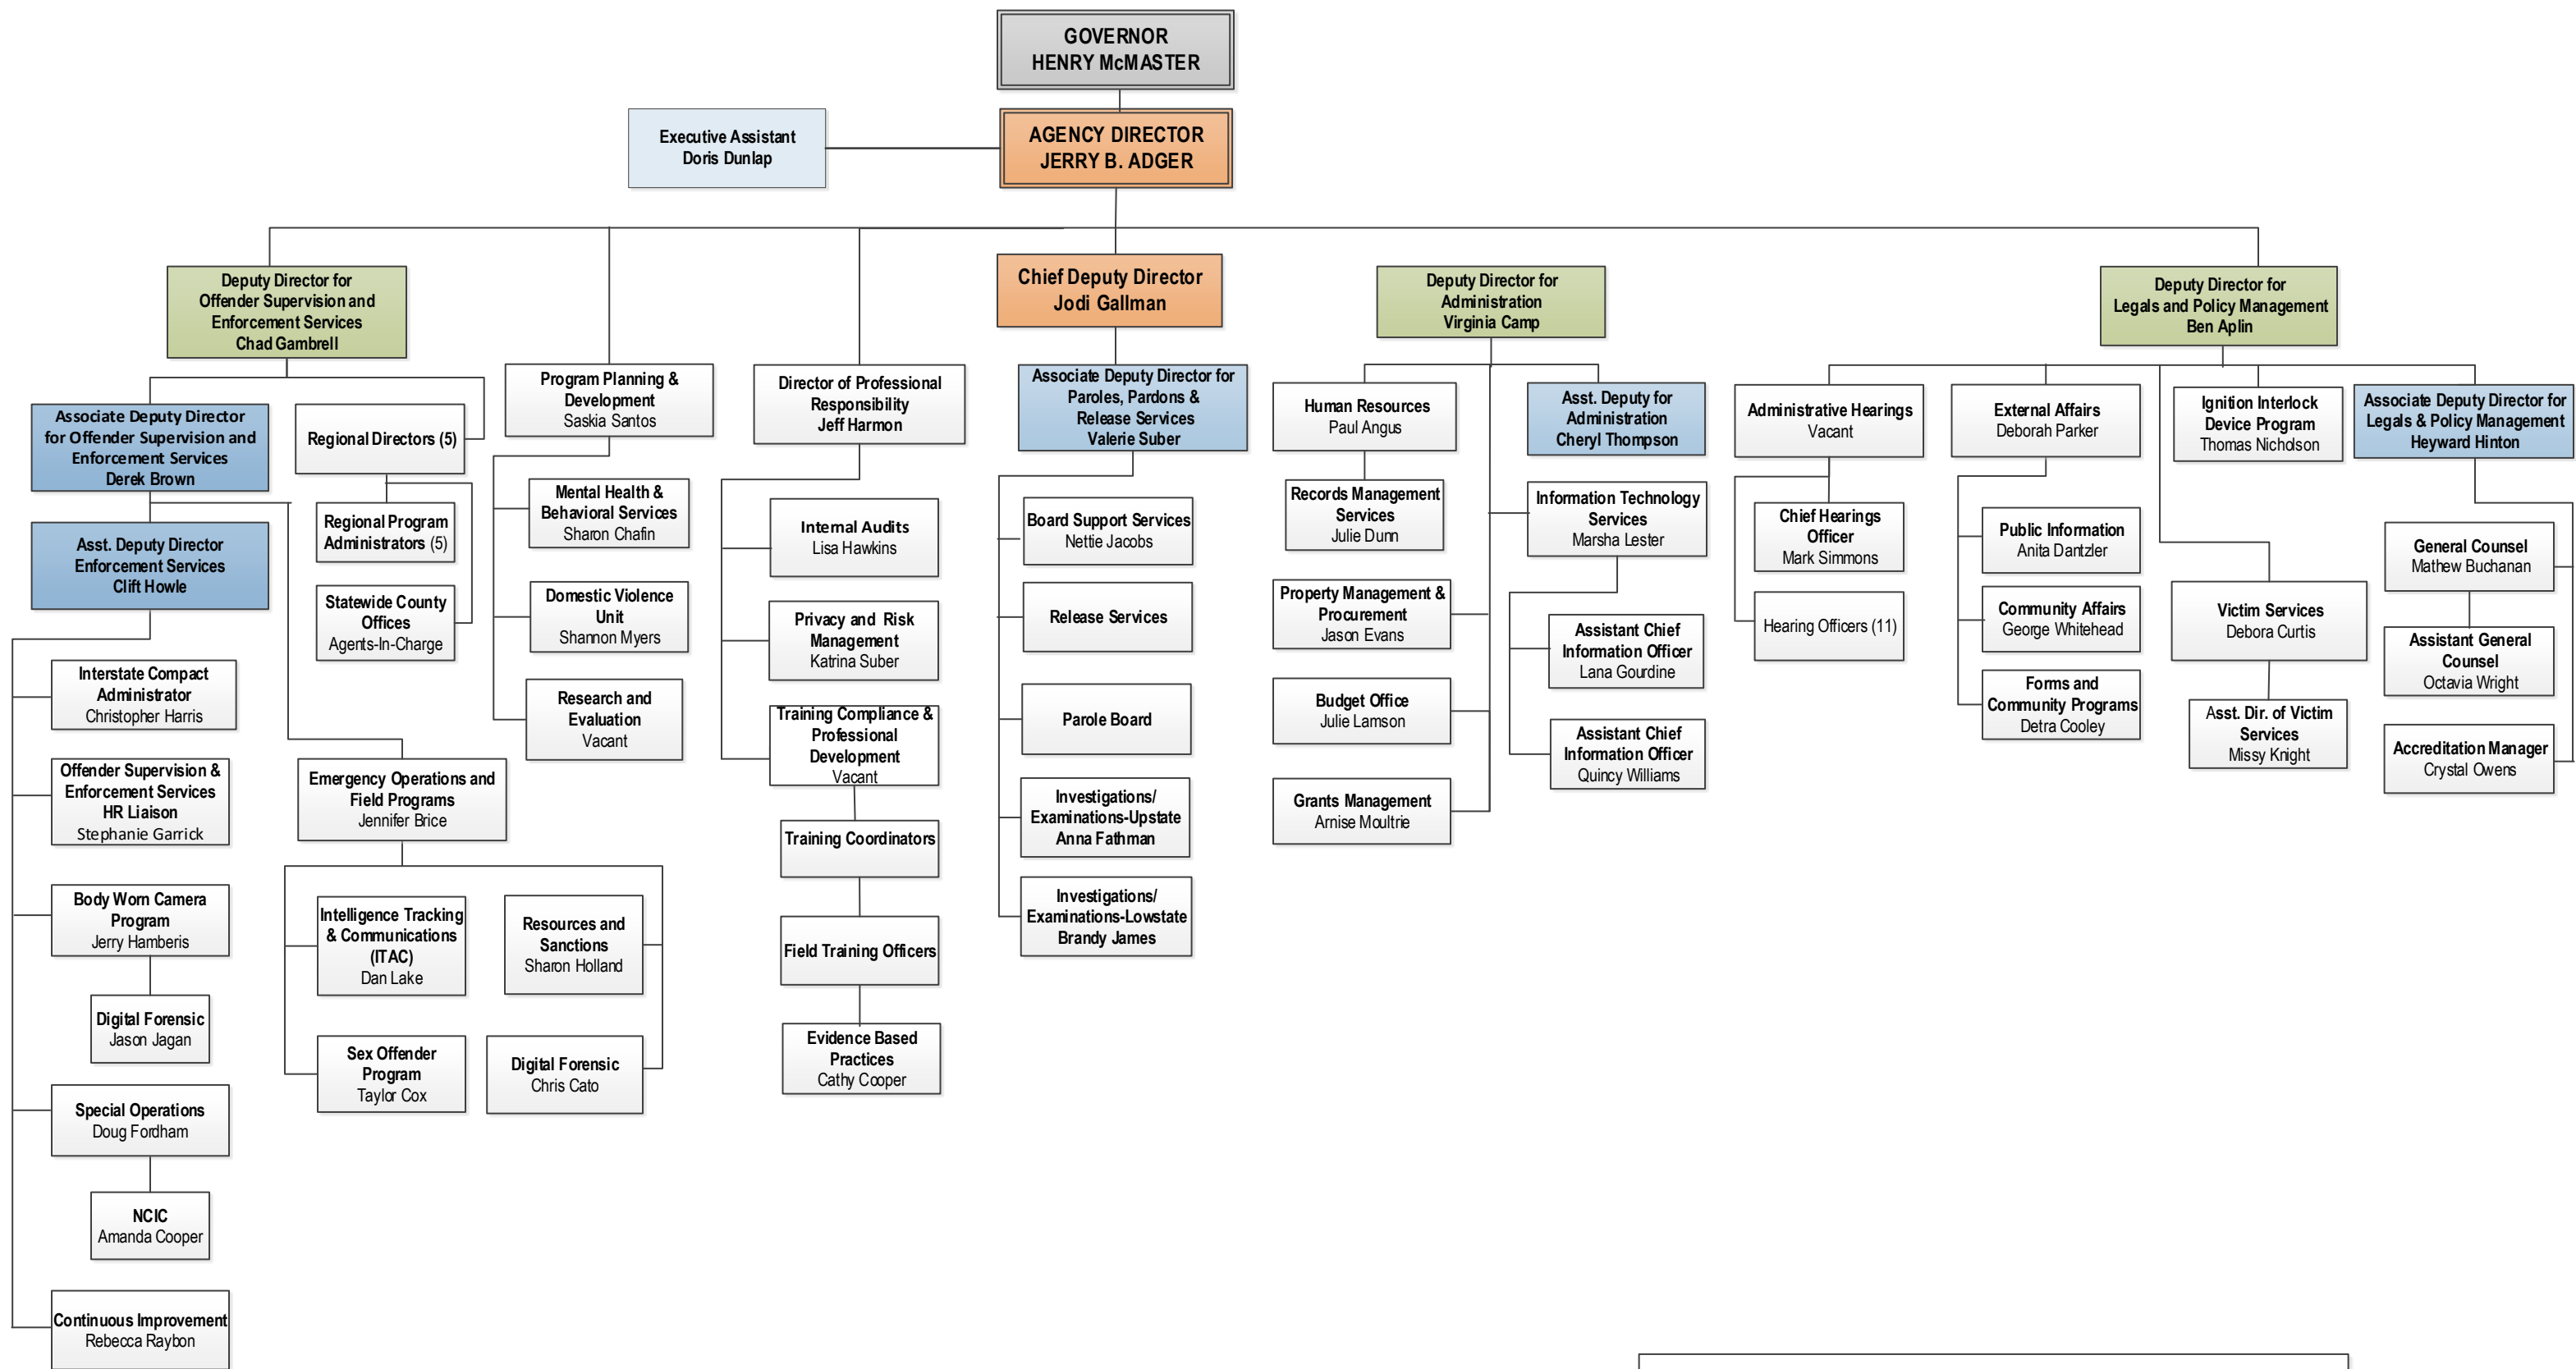 GOVERNOR
HENRY McMASTER
Executive Assistant
Doris Dunlap
AGENCY DIRECTOR
JERRY B. ADGER
Deputy Director for
Offender Supervision and
Enforcement Services
Chad Gambrell
Chief Deputy Director
Jodi Gallman
Deputy Director for
Administration
Virginia Camp
Deputy Director for
Legals and Policy Management
Ben Aplin
Associate Deputy Director
for Offender Supervision and
Enforcement Services
Derek Brown
Regional Directors (5)
Regional Program
Administrators (5)
Statewide County
Offices
Agents-In-Charge
Asst. Deputy Director
Enforcement Services
Clift Howle
Interstate Compact
Administrator
Christopher Harris
Offender Supervision &
Enforcement Services
HR Liaison
Stephanie Garrick
Body Worn Camera
Program
Jerry Hamberis
Digital Forensic
Jason Jagan
Special Operations
Doug Fordham
NCIC
Amanda Cooper
Continuous Improvement
Rebecca Raybon
Emergency Operations and
Field Programs
Jennifer Brice
Intelligence Tracking
& Communications
(ITAC)
Dan Lake
Resources and
Sanctions
Sharon Holland
Sex Offender
Program
Taylor Cox
Digital Forensic
Chris Cato
Program Planning &
Development
Saskia Santos
Mental Health &
Behavioral Services
Sharon Chafin
Domestic Violence
Unit
Shannon Myers
Research and
Evaluation
Vacant
Director of Professional
Responsibility
Jeff Harmon
Internal Audits
Lisa Hawkins
Privacy and Risk
Management
Katrina Suber
Training Compliance &
Professional
Development
Vacant
Training Coordinators
Field Training Officers
Evidence Based
Practices
Cathy Cooper
Associate Deputy Director for
Paroles, Pardons &
Release Services
Valerie Suber
Board Support Services
Nettie Jacobs
Release Services
Parole Board
Investigations/
Examinations-Upstate
Anna Fathman
Investigations/
Examinations-Lowstate
Brandy James
Human Resources
Paul Angus
Records Management
Services
Julie Dunn
Property Management &
Procurement
Jason Evans
Budget Office
Julie Lamson
Grants Management
Arnise Moultrie
Asst. Deputy for
Administration
Cheryl Thompson
Information Technology
Services
Marsha Lester
Assistant Chief
Information Officer
Lana Gourdine
Assistant Chief
Information Officer
Quincy Williams
Administrative Hearings
Vacant
Chief Hearings
Officer
Mark Simmons
Hearing Officers (11)
External Affairs
Deborah Parker
Public Information
Anita Dantzler
Community Affairs
George Whitehead
Forms and
Community Programs
Detra Cooley
Ignition Interlock
Device Program
Thomas Nicholson
Victim Services
Debora Curtis
Asst. Dir. of Victim
Services
Missy Knight
Associate Deputy Director for
Legals & Policy Management
Heyward Hinton
General Counsel
Mathew Buchanan
Assistant General
Counsel
Octavia Wright
Accreditation Manager
Crystal Owens